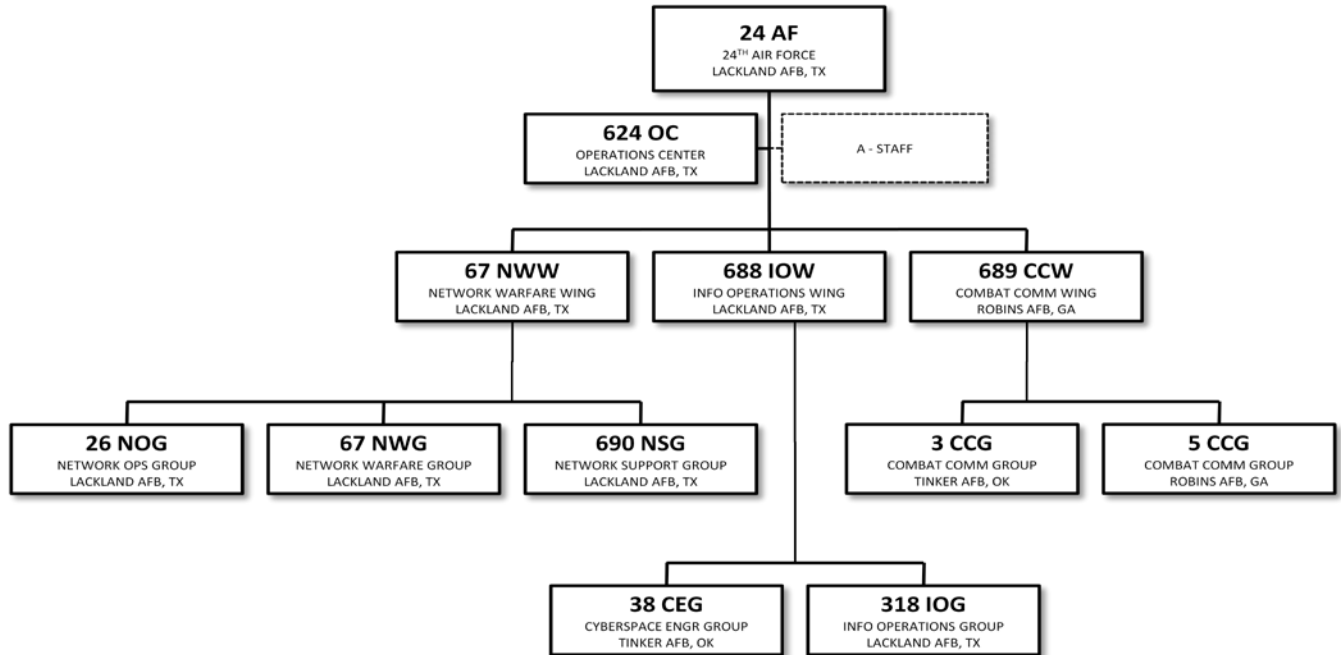 24 AF
24TH AIR FORCE
LACKLAND AFB, TX
624 OC
OPERATIONS CENTER
LACKLAND AFB, TX
A - STAFF
67 NWW
NETWORK WARFARE WING
LACKLAND AFB, TX
688 IOW
INFO OPERATIONS WING
LACKLAND AFB, TX
689 CCW
COMBAT COMM WING
ROBINS AFB, GA
26 NOG
NETWORK OPS GROUP
LACKLAND AFB, TX
67 NWG
NETWORK WARFARE GROUP
LACKLAND AFB, TX
690 NSG
NETWORK SUPPORT GROUP
LACKLAND AFB, TX
3 CCG
COMBAT COMM GROUP
TINKER AFB, OK
5 CCG
COMBAT COMM GROUP
ROBINS AFB, GA
38 CEG
CYBERSPACE ENGR GROUP
TINKER AFB, OK
318 IOG
INFO OPERATIONS GROUP
LACKLAND AFB, TX